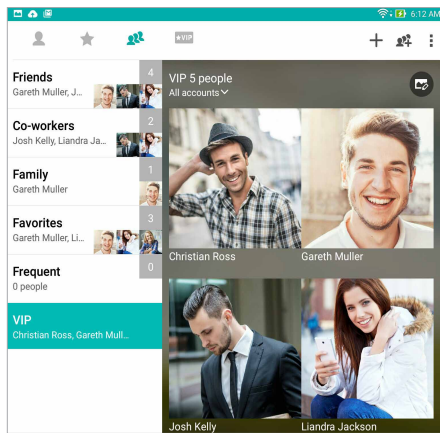 6:12 AM
VIP
Friends
4
Gareth Muller, J...
Co-workers
2
Josh Kelly, Liandra Ja...
Family
1
Gareth Muller
Favorites
3
Gareth Muller, Li...
Frequent
0
0 people
VIP
Christian Ross, Gareth Mull...
VIP 5 people
All accounts
Christian Ross
Gareth Muller
Josh Kelly
Liandra Jackson